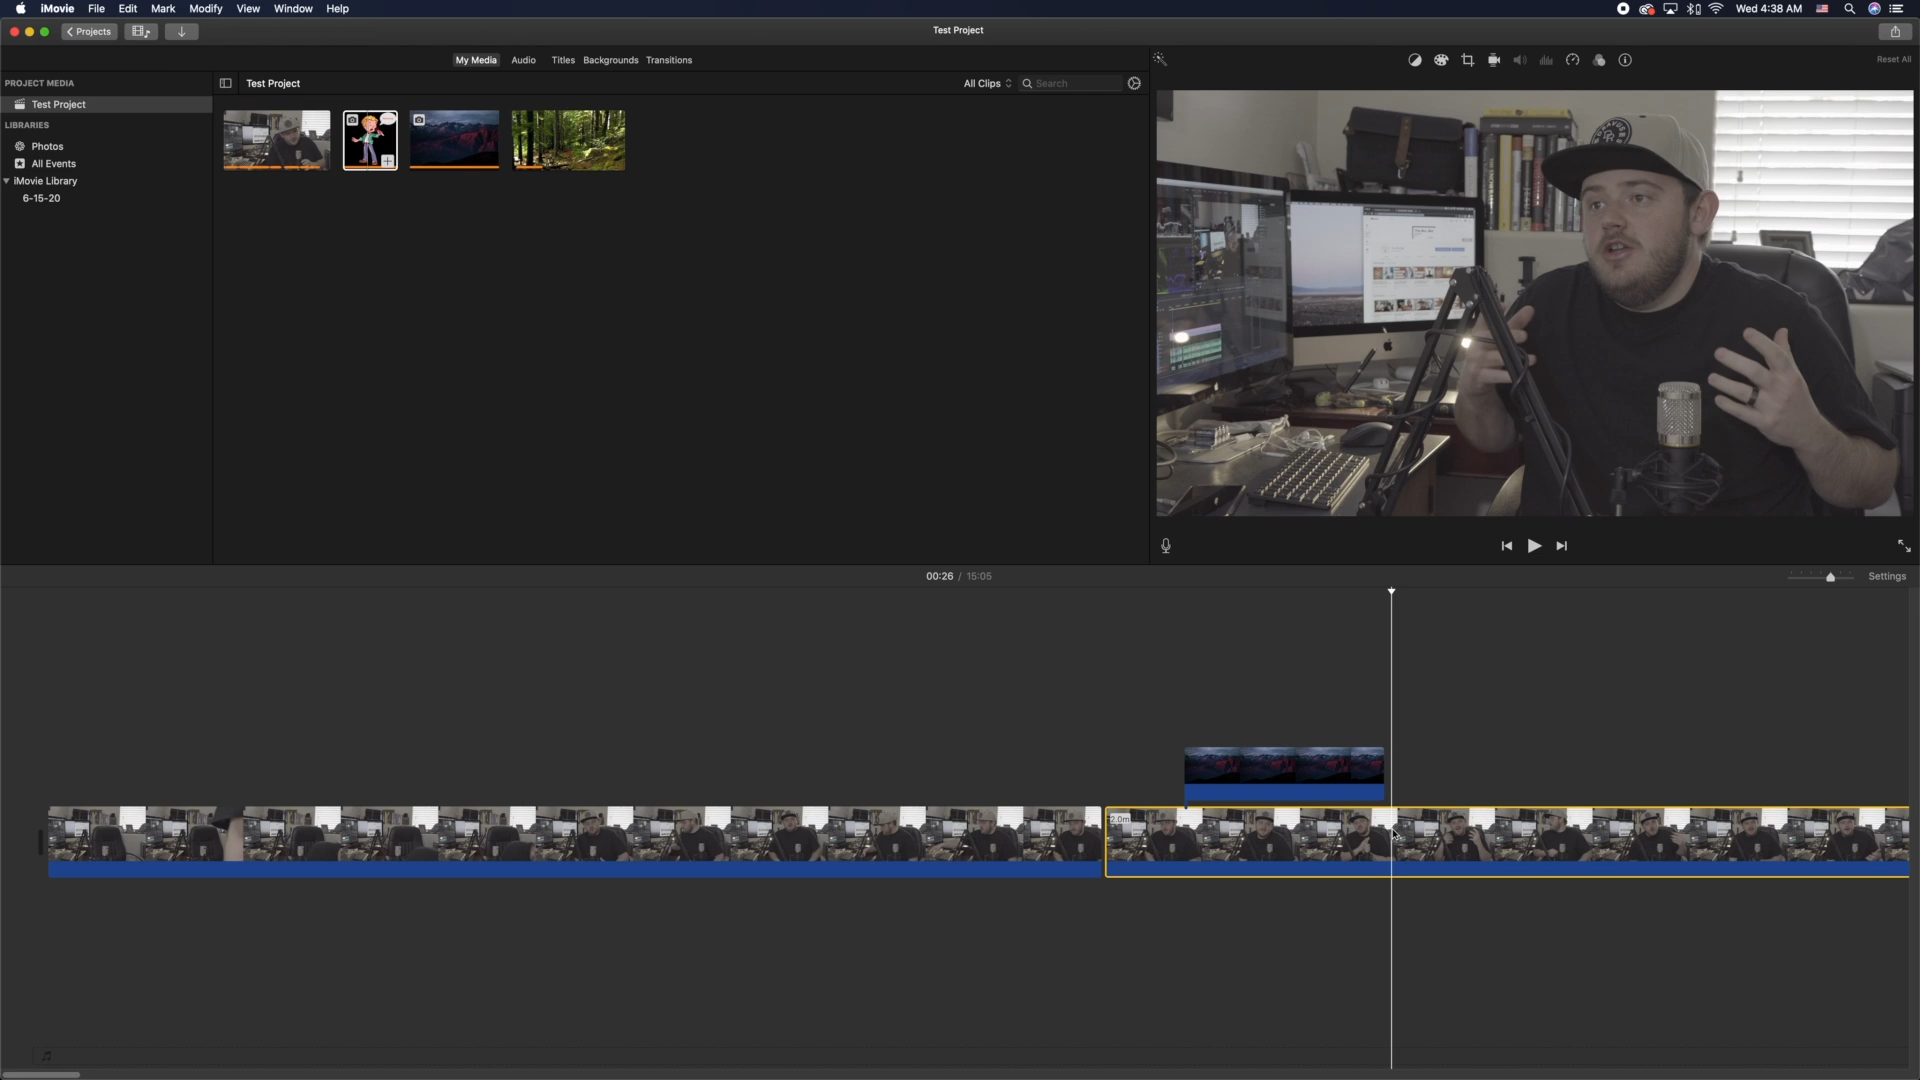 iMovie File Edit Mark Modify View Window Help
Wed 4:38 AM
Projects
Test Project
My Media Audio Titles Backgrounds Transitions
Reset All
PROJECT MEDIA
Test Project
All Clips
Search
Test Project
LIBRARIES
Photos
All Events
iMovie Library
6-15-20
00:26 / 15:05
Settings
2.0m